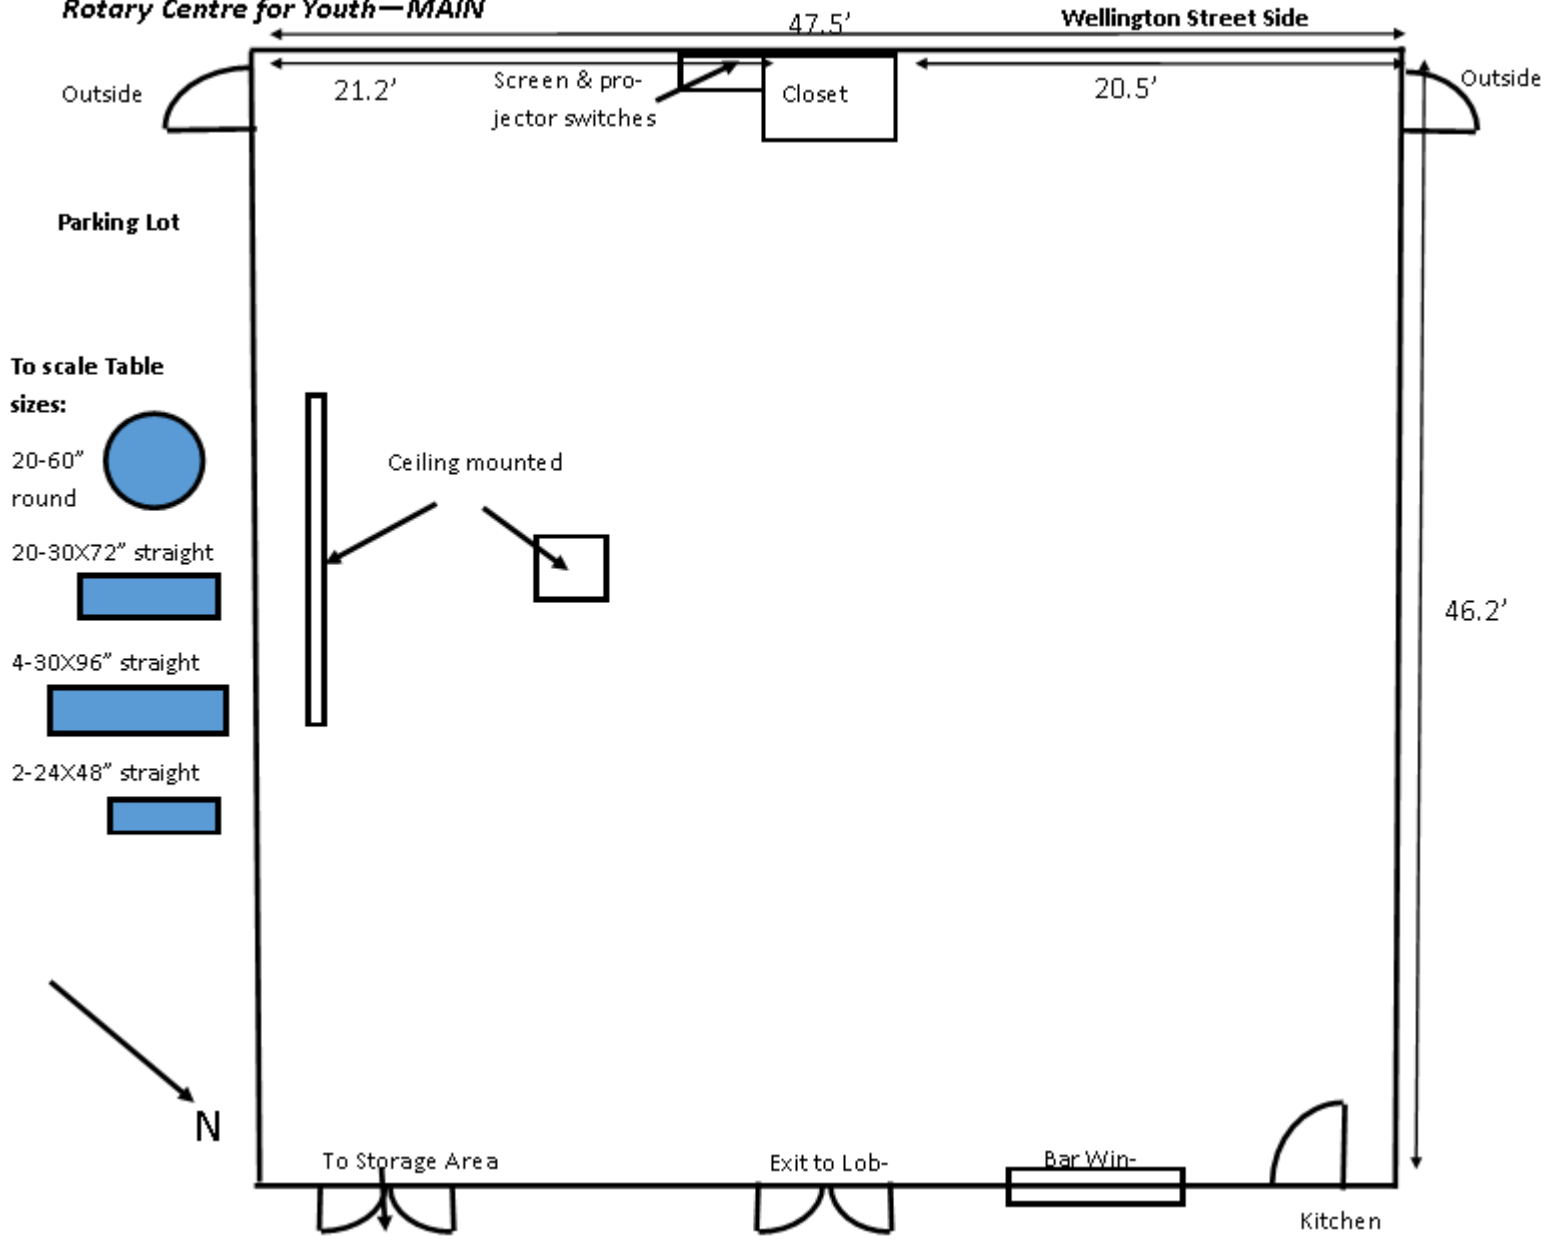 Rotary Centre for Youth—MAIN
Wellington Street Side
47.5’
Outside
21.2’
Screen & pro-
jector switches
Closet
20.5’
Outside
Parking Lot
To scale Table
sizes:
20-60” round
20-30X72” straight
4-30X96” straight
2-24X48” straight
Ceiling mounted
46.2’
N
To Storage Area
Exit to Lob-
Bar Win-
Kitchen